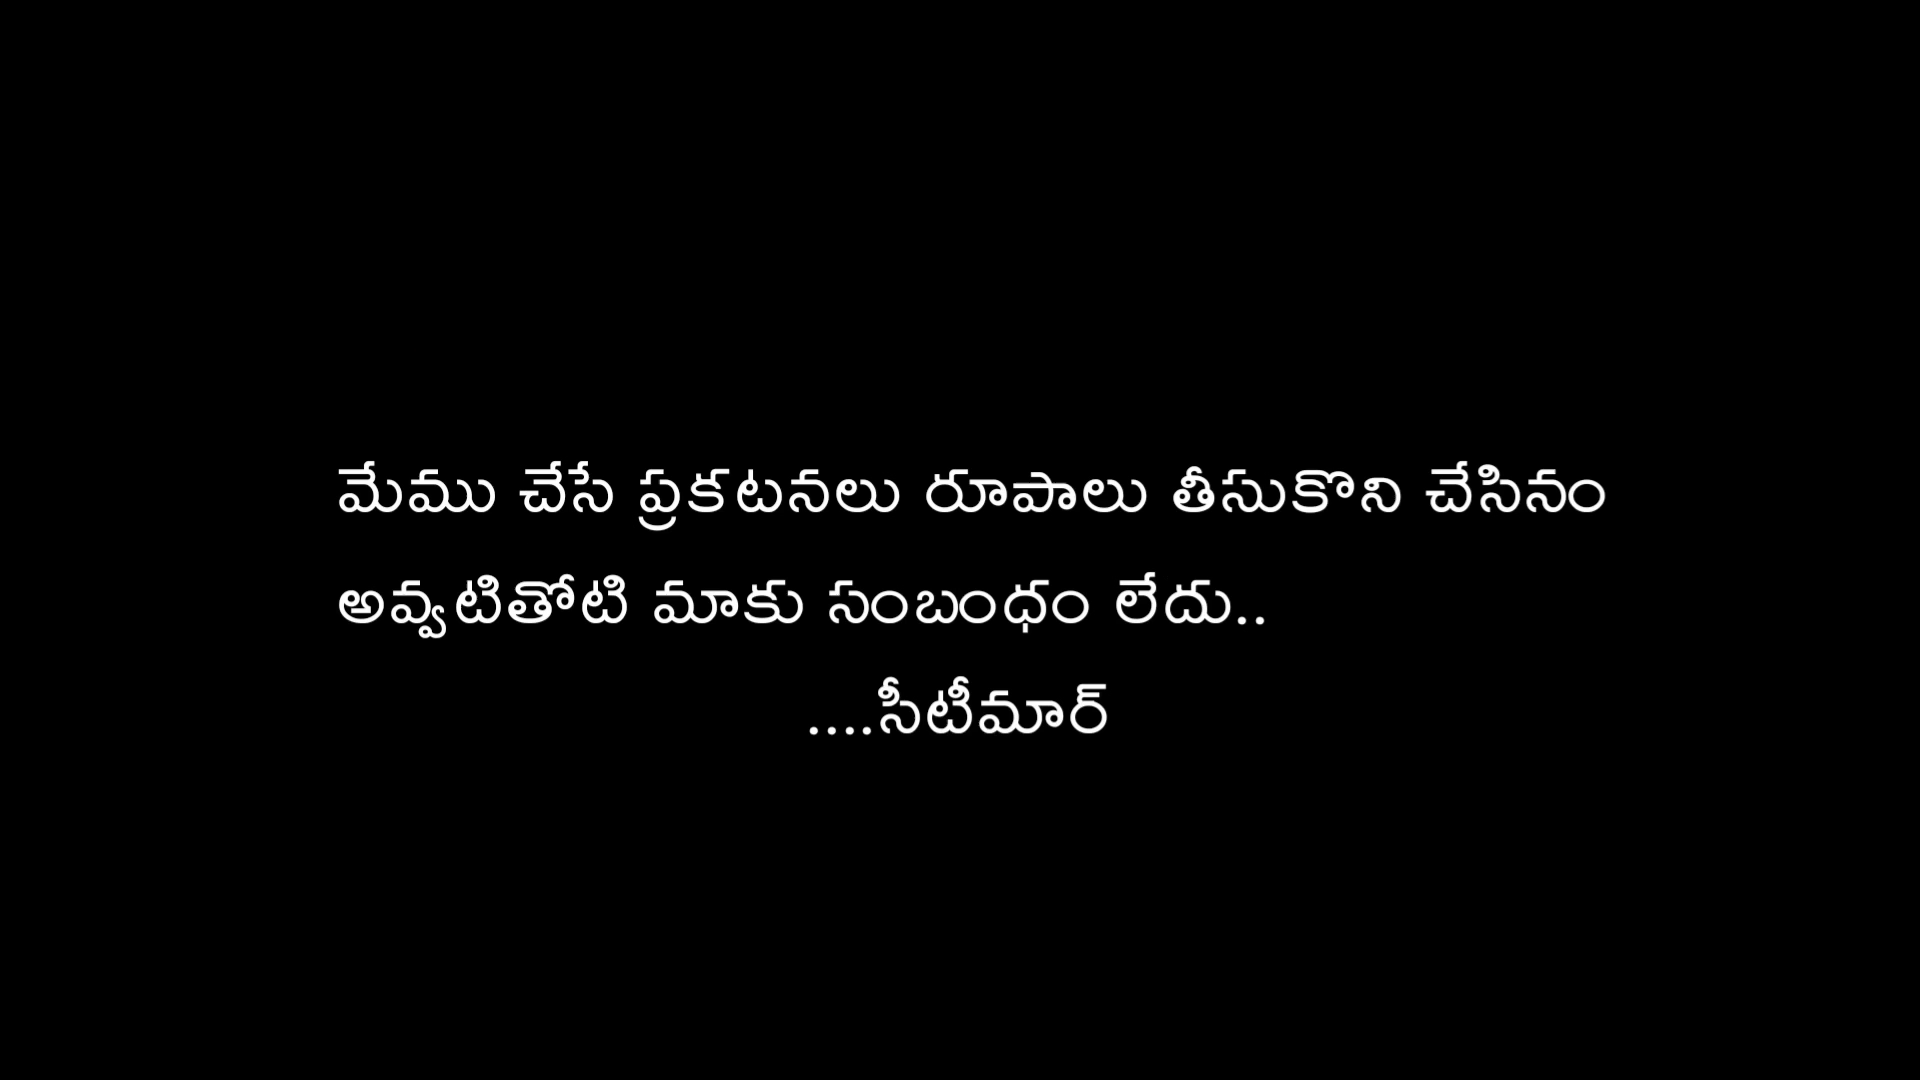 మేము చేసే ప్రకటనలు రూపాలు తీసుకొని చేసినం
అవ్వటితోటి మాకు సంబంధం లేదు..
....సీటీమార్